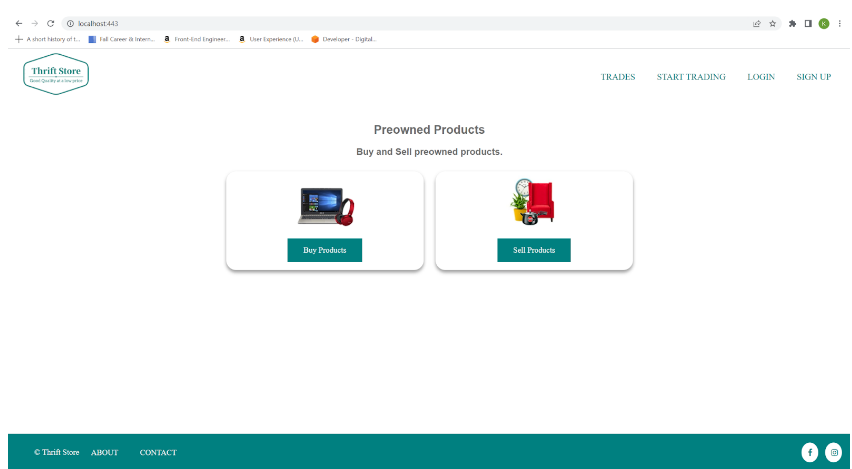 localhost:443
K
A short history of t...
Fall Career & Intern...
Front-End Engineer...
User Experience (U...
Developer - Digital...
Thrift Store
Good Quality at a low price
TRADES
START TRADING
LOGIN
SIGN UP
Preowned Products
Buy and Sell preowned products.
Buy Products
Sell Products
© Thrift Store
ABOUT
CONTACT